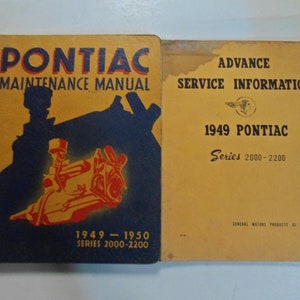 PONTIAC
MAINTENANCE MANUAL
1949 — 1950
SERIES 2000-2200
ADVANCE
SERVICE INFORMATIO
1949 PONTIAC
Series 2000-2200
GENERAL MOTORS PRODUCTS OF